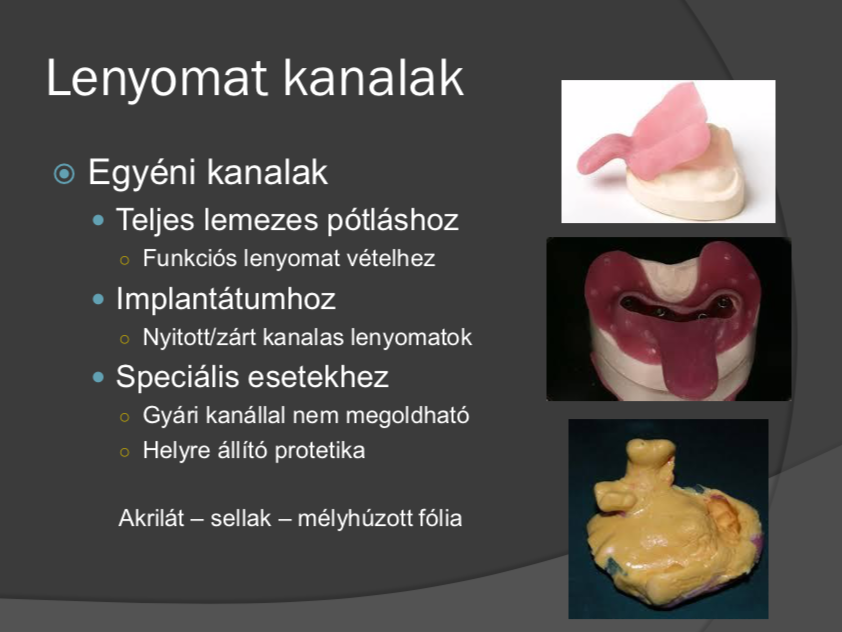 Lenyomat kanalak
Egyéni kanalak
Teljes lemezes pótláshoz
Funkciós lenyomat vételhez
Implantátumhoz
Nyitott/zárt kanalas lenyomatok
Speciális esetekhez
Gyári kanállal nem megoldható
Helyre állító protetika
Akrilát – sellak – mélyhúzott fólia